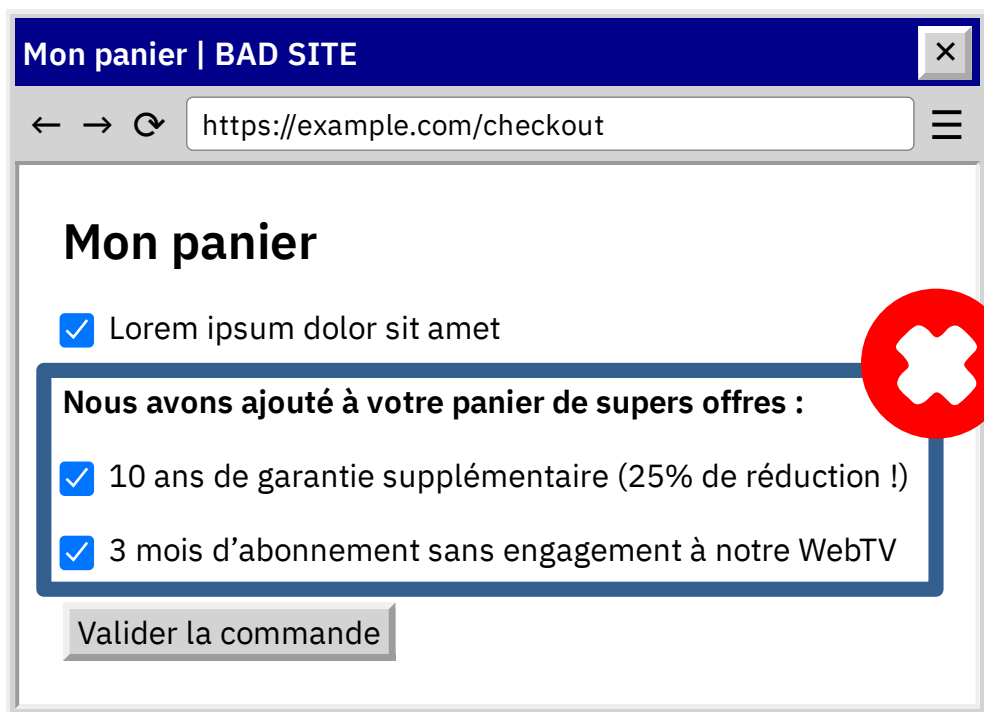 Mon panier | BAD SITE
https://example.com/checkout
Mon panier
Lorem ipsum dolor sit amet
Nous avons ajouté à votre panier de supers offres :
10 ans de garantie supplémentaire (25% de réduction !)
3 mois d’abonnement sans engagement à notre WebTV
Valider la commande